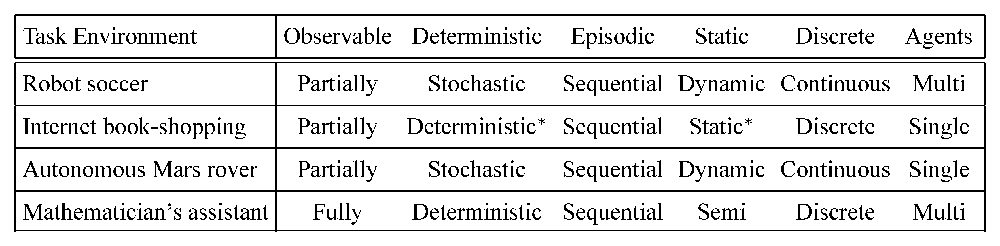 Task Environment Observable Deterministic Episodic Static Discrete Agents
Robot soccer Partially Stochastic Sequential Dynamic Continuous Multi
Internet book-shopping Partially Deterministic* Sequential Static* Discrete Single
Autonomous Mars rover Partially Stochastic Sequential Dynamic Continuous Single
Mathematician’s assistant Fully Deterministic Sequential Semi Discrete Multi